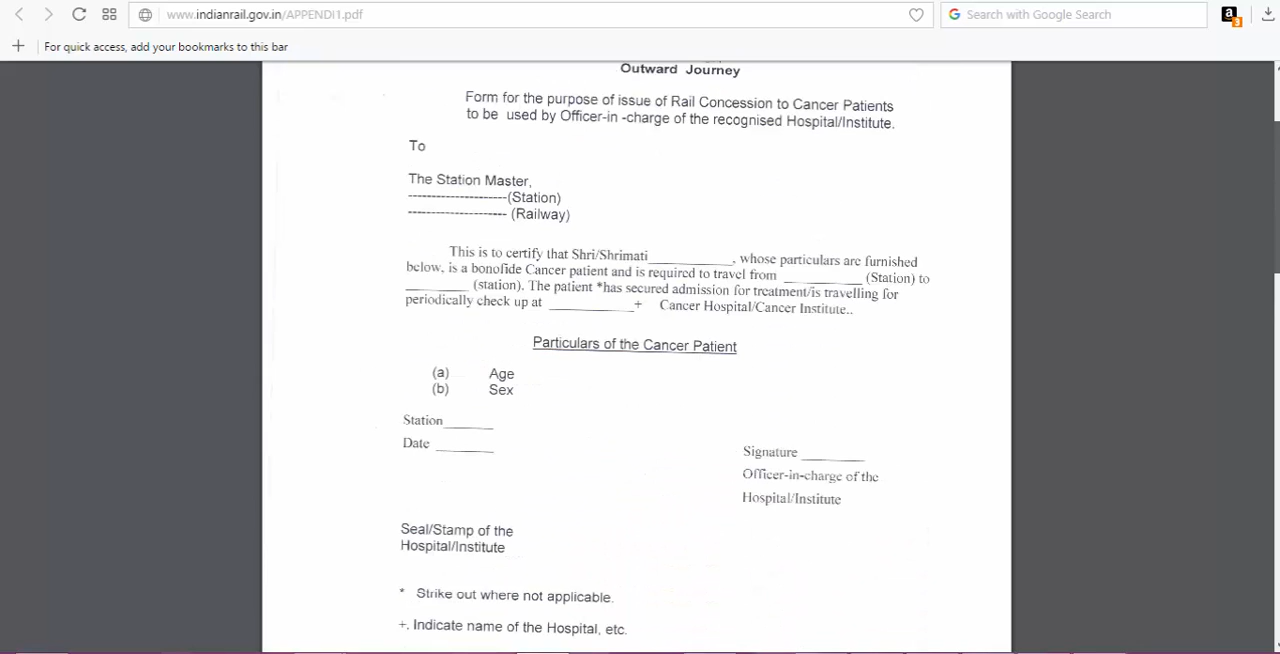 www.indianrail.gov.in/APPENDI1.pdf
Search with Google Search
a
3
For quick access, add your bookmarks to this bar
Outward Journey
Form for the purpose of issue of Rail Concession to Cancer Patients
to be used by Officer-in -charge of the recognised Hospital/Institute.
To
The Station Master,
----------------------(Station)
---------------------- (Railway)
This is to certify that Shri/Shrimati____________, whose particulars are furnished
below, is a bonofide Cancer patient and is required to travel from ___________ (Station) to
_________ (station). The patient *has secured admission for treatment/is travelling for
periodically check up at ____________+ Cancer Hospital/Cancer Institute..
Particulars of the Cancer Patient
(a) Age
(b) Sex
Station_______
Date ________
Signature _________
Officer-in-charge of the
Hospital/Institute
Seal/Stamp of the
Hospital/Institute
* Strike out where not applicable.
+. Indicate name of the Hospital, etc.